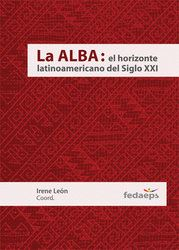 La ALBA: el horizonte
latinoamericano del Siglo XXI
Irene León
Coord.
fedaeps